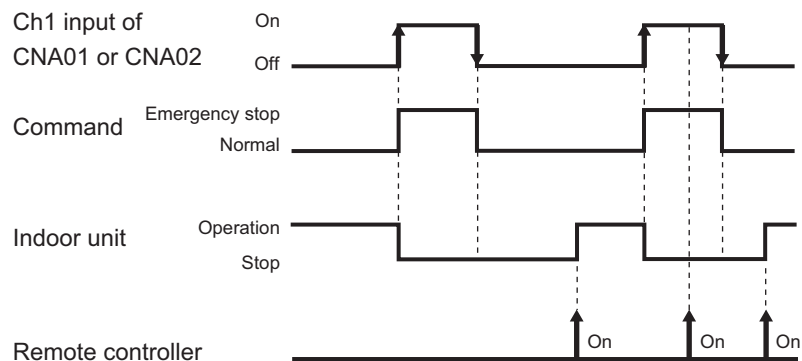 Ch1 input of
CNA01 or CNA02
On
Off
Command
Emergency stop
Normal
Indoor unit
Operation
Stop
Remote controller
On
On
On